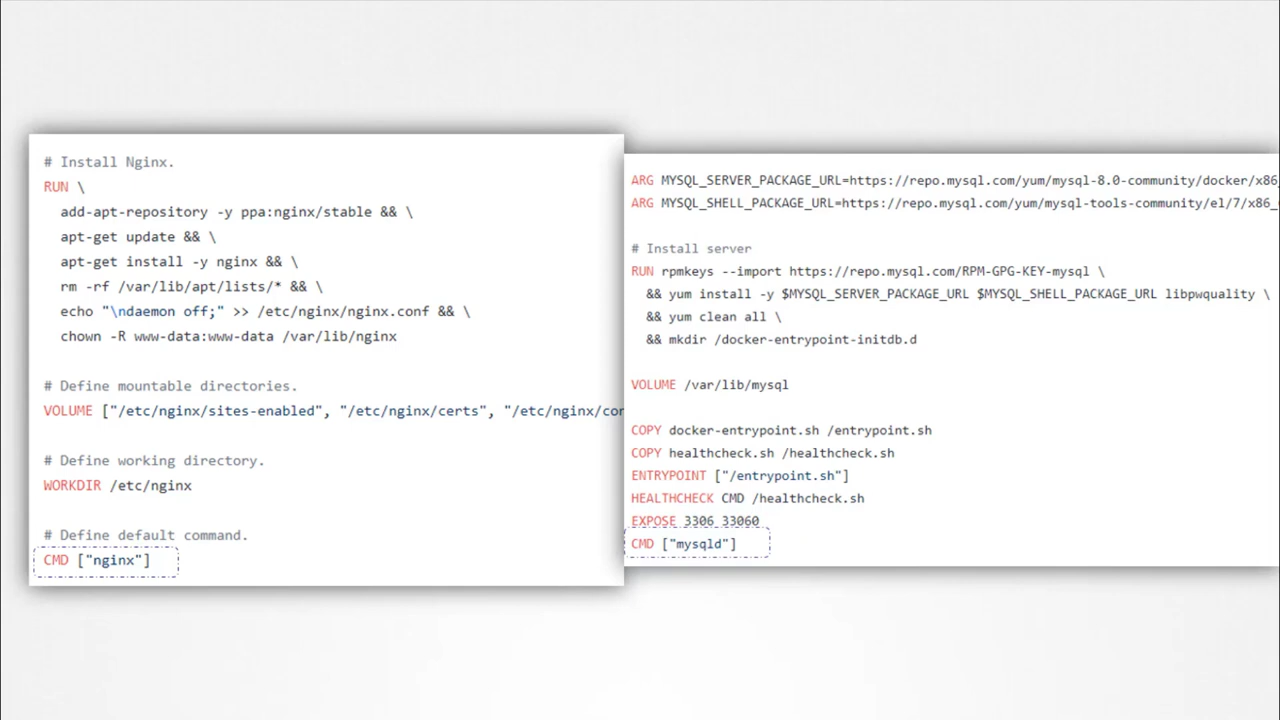 # Install Nginx.
RUN \
add-apt-repository -y ppa:nginx/stable && \
apt-get update && \
apt-get install -y nginx && \
rm -rf /var/lib/apt/lists/* && \
echo "\ndaemon off;" >> /etc/nginx/nginx.conf && \
chown -R www-data:www-data /var/lib/nginx
# Define mountable directories.
VOLUME ["/etc/nginx/sites-enabled", "/etc/nginx/certs", "/etc/nginx/con
# Define working directory.
WORKDIR /etc/nginx
# Define default command.
CMD ["nginx"]
ARG MYSQL_SERVER_PACKAGE_URL=https://repo.mysql.com/yum/mysql-8.0-community/docker/x86_
ARG MYSQL_SHELL_PACKAGE_URL=https://repo.mysql.com/yum/mysql-tools-community/el/7/x86_
# Install server
RUN rpmkeys --import https://repo.mysql.com/RPM-GPG-KEY-mysql \
&& yum install -y $MYSQL_SERVER_PACKAGE_URL $MYSQL_SHELL_PACKAGE_URL libpwquality \
&& yum clean all \
&& mkdir /docker-entrypoint-initdb.d
VOLUME /var/lib/mysql
COPY docker-entrypoint.sh /entrypoint.sh
COPY healthcheck.sh /healthcheck.sh
ENTRYPOINT ["/entrypoint.sh"]
HEALTHCHECK CMD /healthcheck.sh
EXPOSE 3306 33060
CMD ["mysqld"]